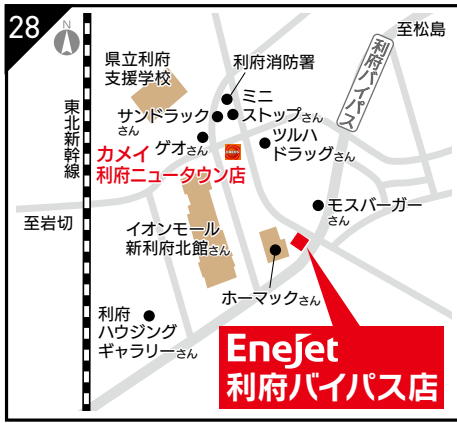 28
N
至松島
利府バイパス
県立利府
支援学校
利府消防署
ミニ
ストップさん
サンドラック
さん
ゲオさん
ツルハ
ドラッグさん
東北新幹線
カメイ
利府ニュータウン店
至岩切
モスバーガー
さん
イオンモール
新利府北館さん
ホーマックさん
利府
ハウジング
ギャラリーさん
EneJet
利府バイパス店